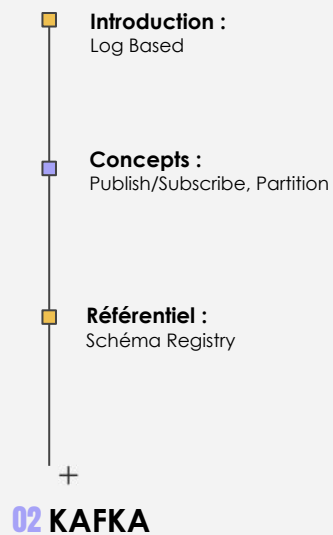 Introduction :
Log Based
Concepts :
Publish/Subscribe, Partition
Référentiel :
Schéma Registry
02 KAFKA